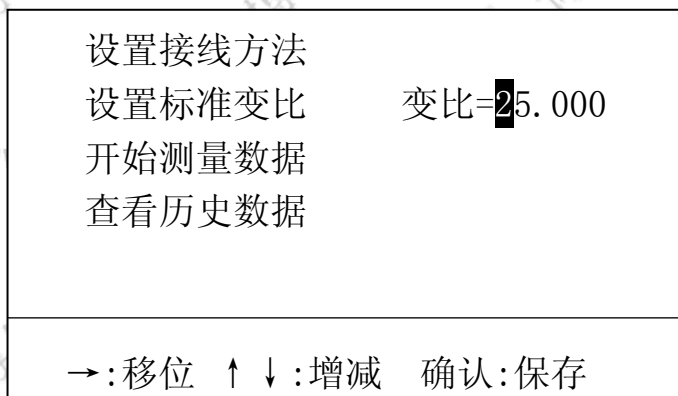 设置接线方法
设置标准变比 变比=25.000
开始测量数据
查看历史数据
→:移位 ↑↓:增减 确认:保存